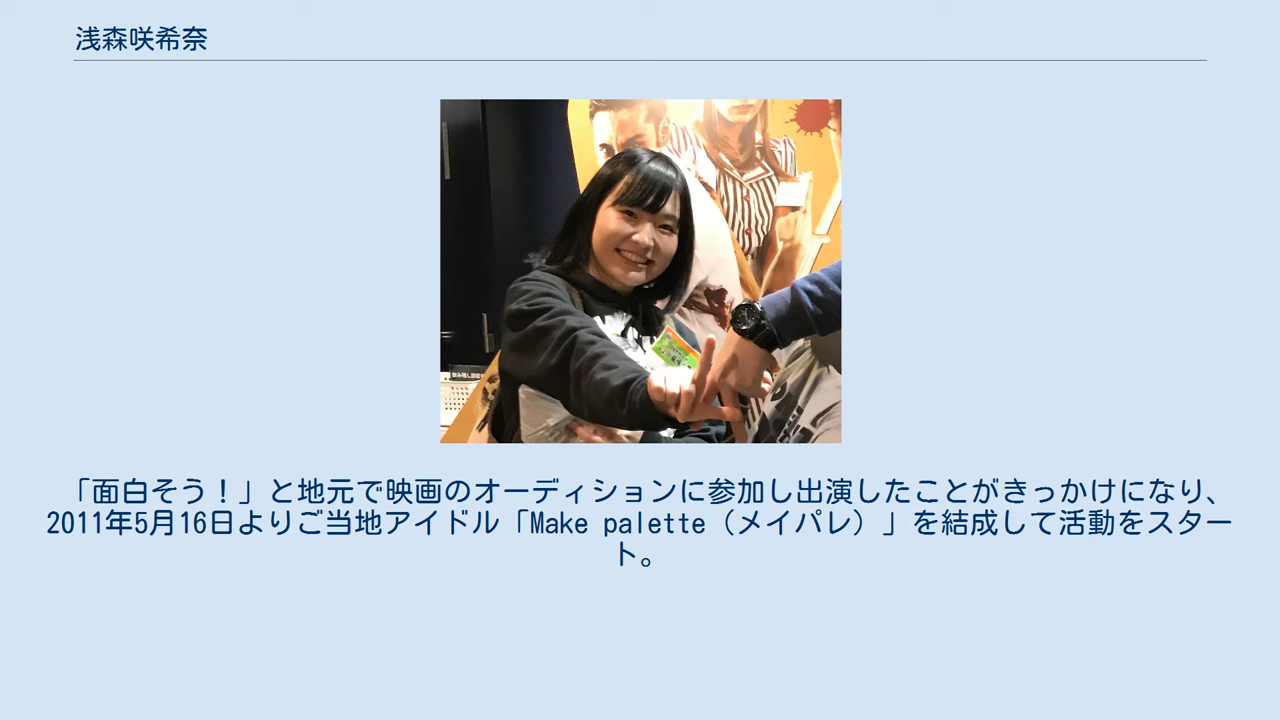 浅森咲希奈
「面白そう！」と地元で映画のオーディションに参加し出演したことがきっかけになり、
2011年5月16日よりご当地アイドル「Make palette（メイパレ）」を結成して活動をスター
ト。